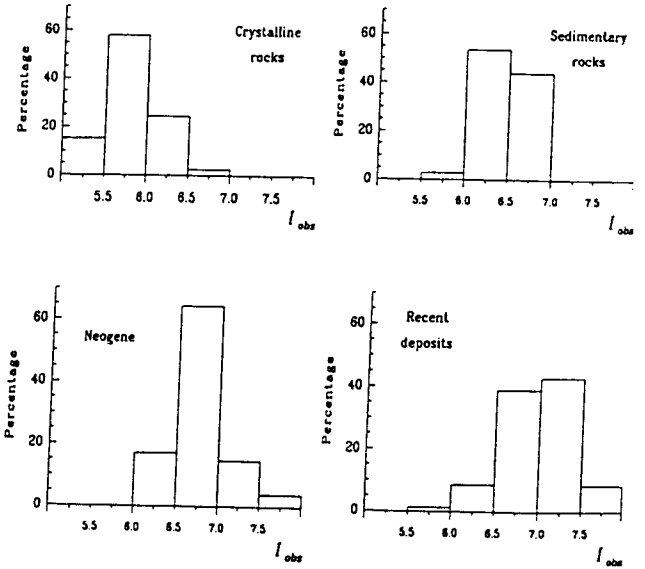 Crystalline
rocks
Percentage
60
40
20
0
5.5 6.0 6.5 7.0 7.5
I obs
Sedimentary
rocks
Percentage
60
40
20
0
5.5 6.0 6.5 7.0 7.5
I obs
Neogene
Percentage
60
40
20
0
5.5 6.0 6.5 7.0 7.5
I obs
Recent
deposits
Percentage
60
40
20
0
5.5 6.0 6.5 7.0 7.5
I obs